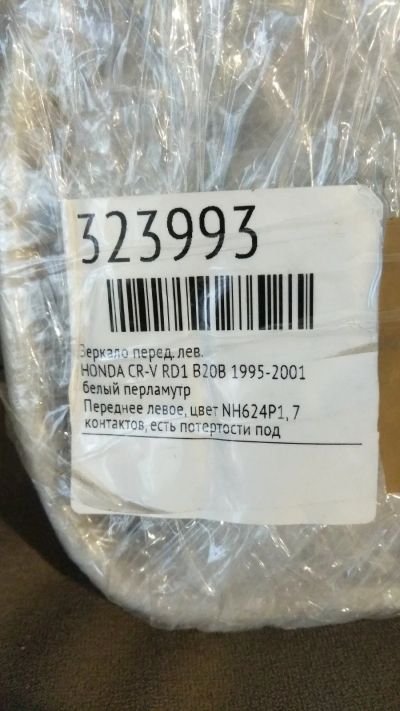 323993
Зеркало перед. лев.
HONDA CR-V RD1 B20B 1995-2001
белый перламутр
Переднее левое, цвет NH624P1, 7
контактов, есть потертости под